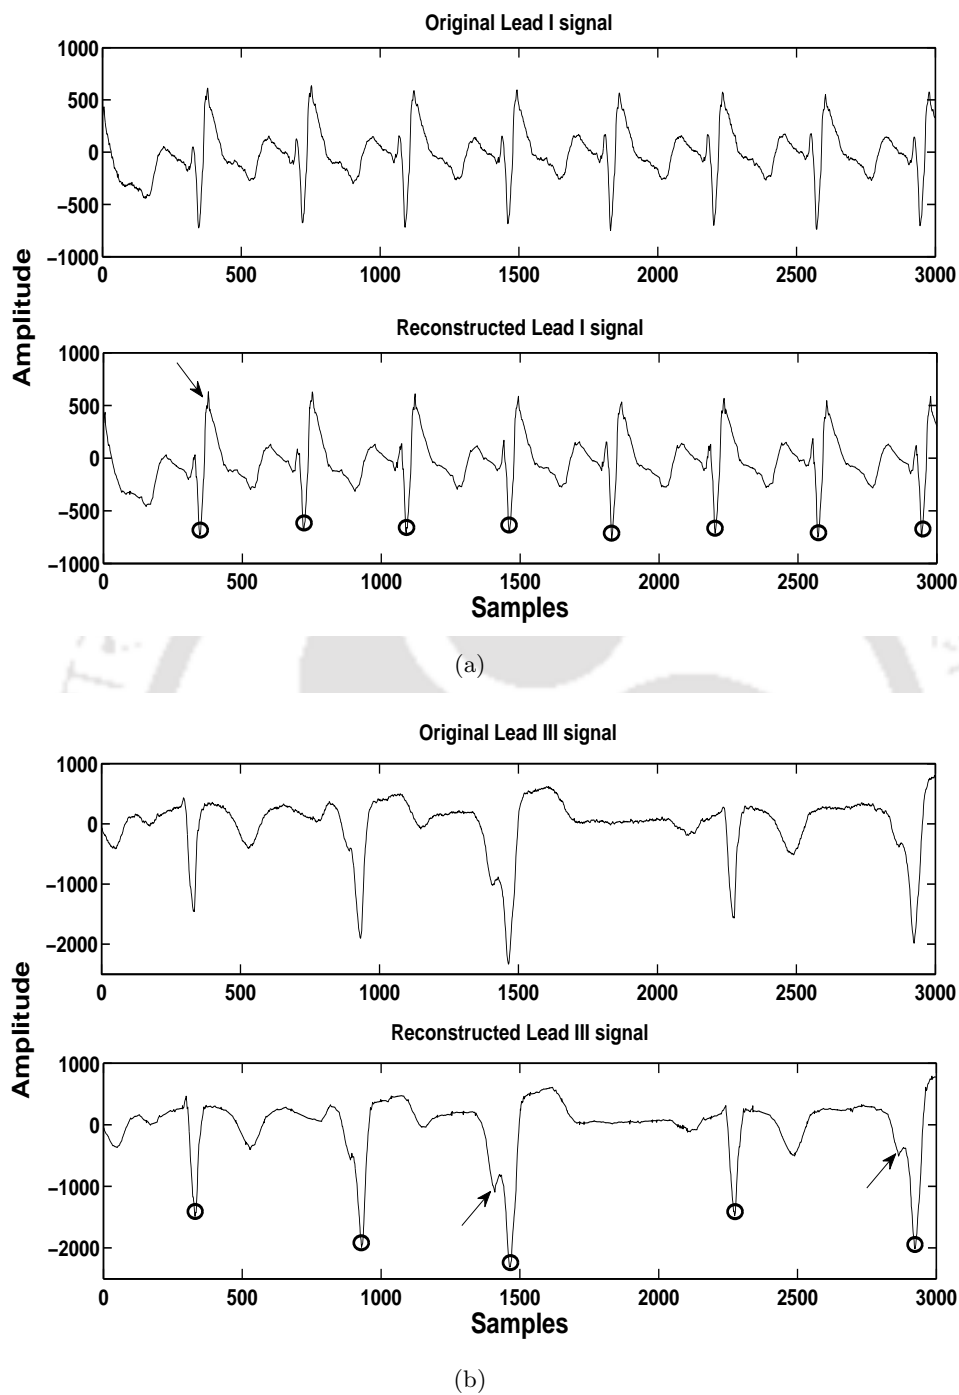 Original Lead I signal
1000
500
0
−500
−1000
0 500 1000 1500 2000 2500 3000
Amplitude
Reconstructed Lead I signal
1000
500
0
−500
−1000
0 500 1000 1500 2000 2500 3000
Samples
(a)
Original Lead III signal
1000
0
−1000
−2000
0 500 1000 1500 2000 2500 3000
Amplitude
Reconstructed Lead III signal
1000
0
−1000
−2000
0 500 1000 1500 2000 2500 3000
Samples
(b)